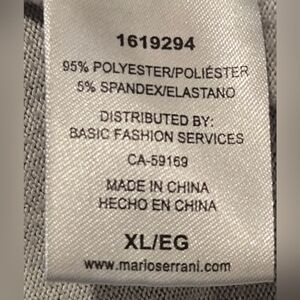 1619294
95% POLYESTER/POLIÉSTER
5% SPANDEX/ELASTANO
DISTRIBUTED BY:
BASIC FASHION SERVICES
CA-59169
MADE IN CHINA
HECHO EN CHINA
XL/EG
www.marioserrani.com